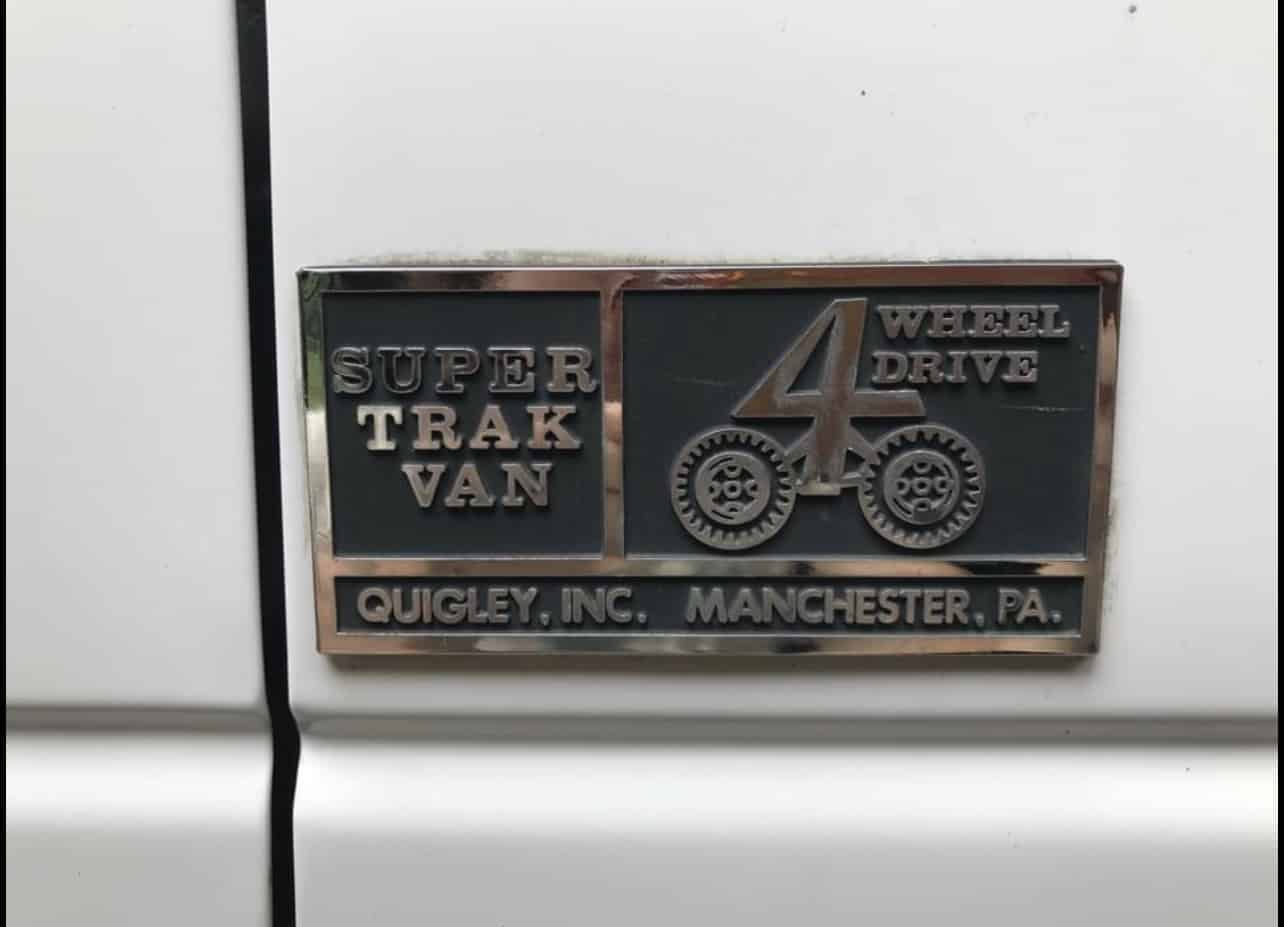 SUPER
TRAK
VAN
4 WHEEL
DRIVE
QUIGLEY, INC. MANCHESTER, PA.